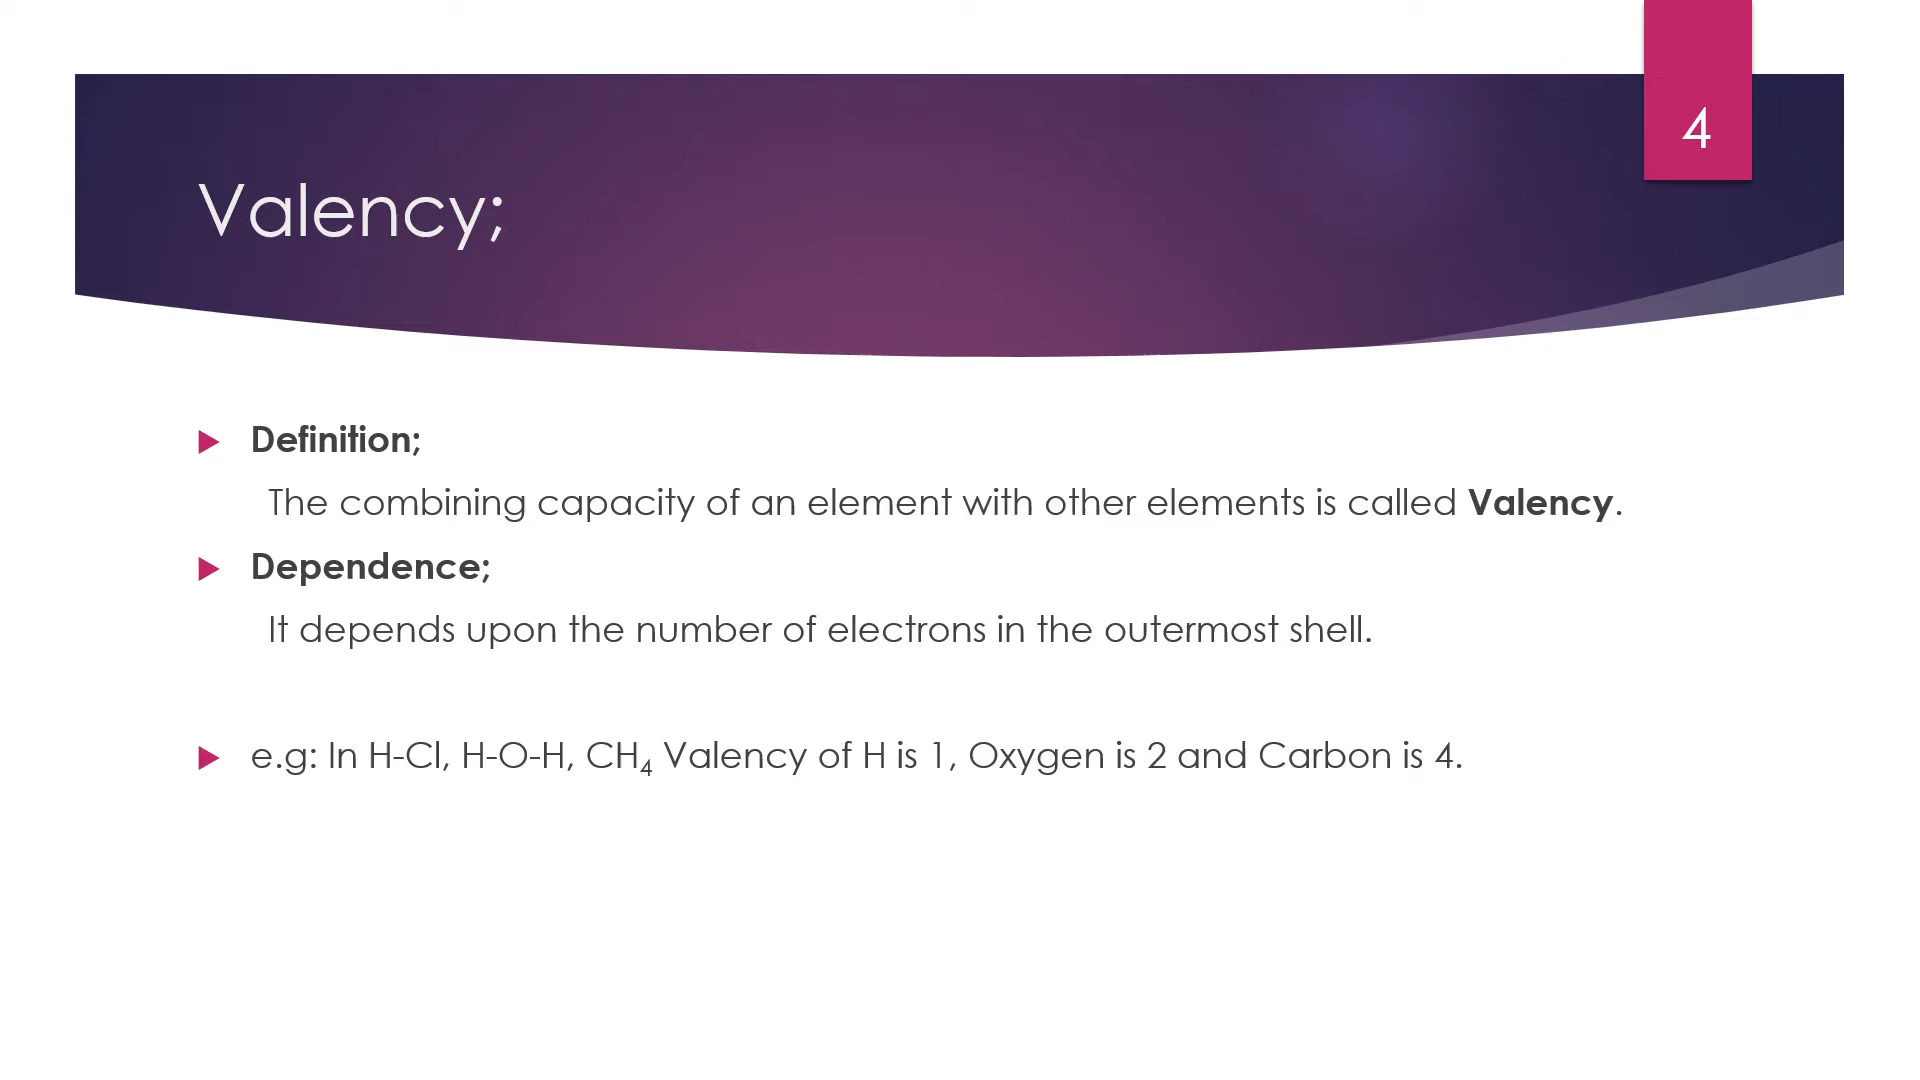 4
Valency;
Definition;
The combining capacity of an element with other elements is called Valency.
Dependence;
It depends upon the number of electrons in the outermost shell.
e.g: In H-Cl, H-O-H, CH₄ Valency of H is 1, Oxygen is 2 and Carbon is 4.